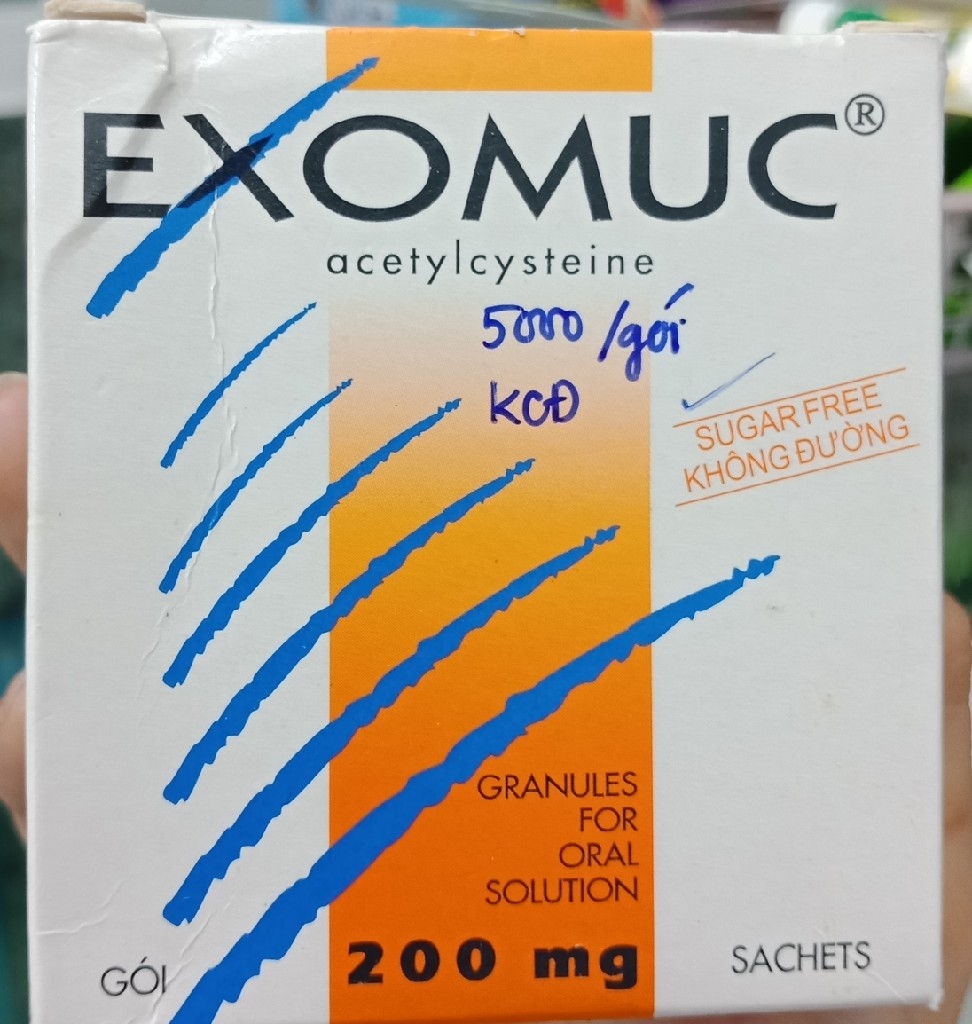 EXOMUC®
acetylcysteine
5000/gói
KCĐ
SUGAR FREE
KHÔNG ĐƯỜNG
GRANULES
FOR
ORAL
SOLUTION
GÓI
200 mg
SACHETS